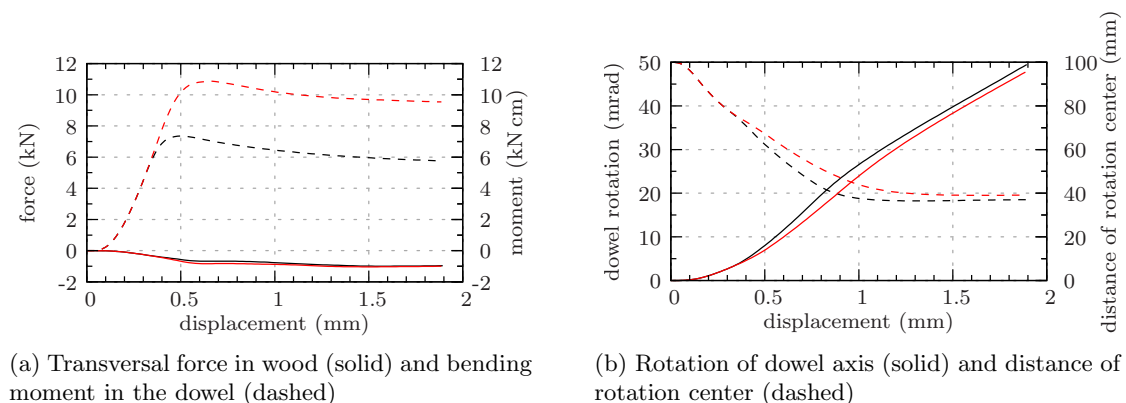 12
10
8
6
4
2
0
-2
force (kN)
12
10
8
6
4
2
0
-2
moment (kN cm)
0 0.5 1 1.5 2
displacement (mm)
(a) Transversal force in wood (solid) and bending
moment in the dowel (dashed)
50
40
30
20
10
0
dowel rotation (mrad)
100
80
60
40
20
0
distance of rotation center (mm)
0 0.5 1 1.5 2
displacement (mm)
(b) Rotation of dowel axis (solid) and distance of
rotation center (dashed)